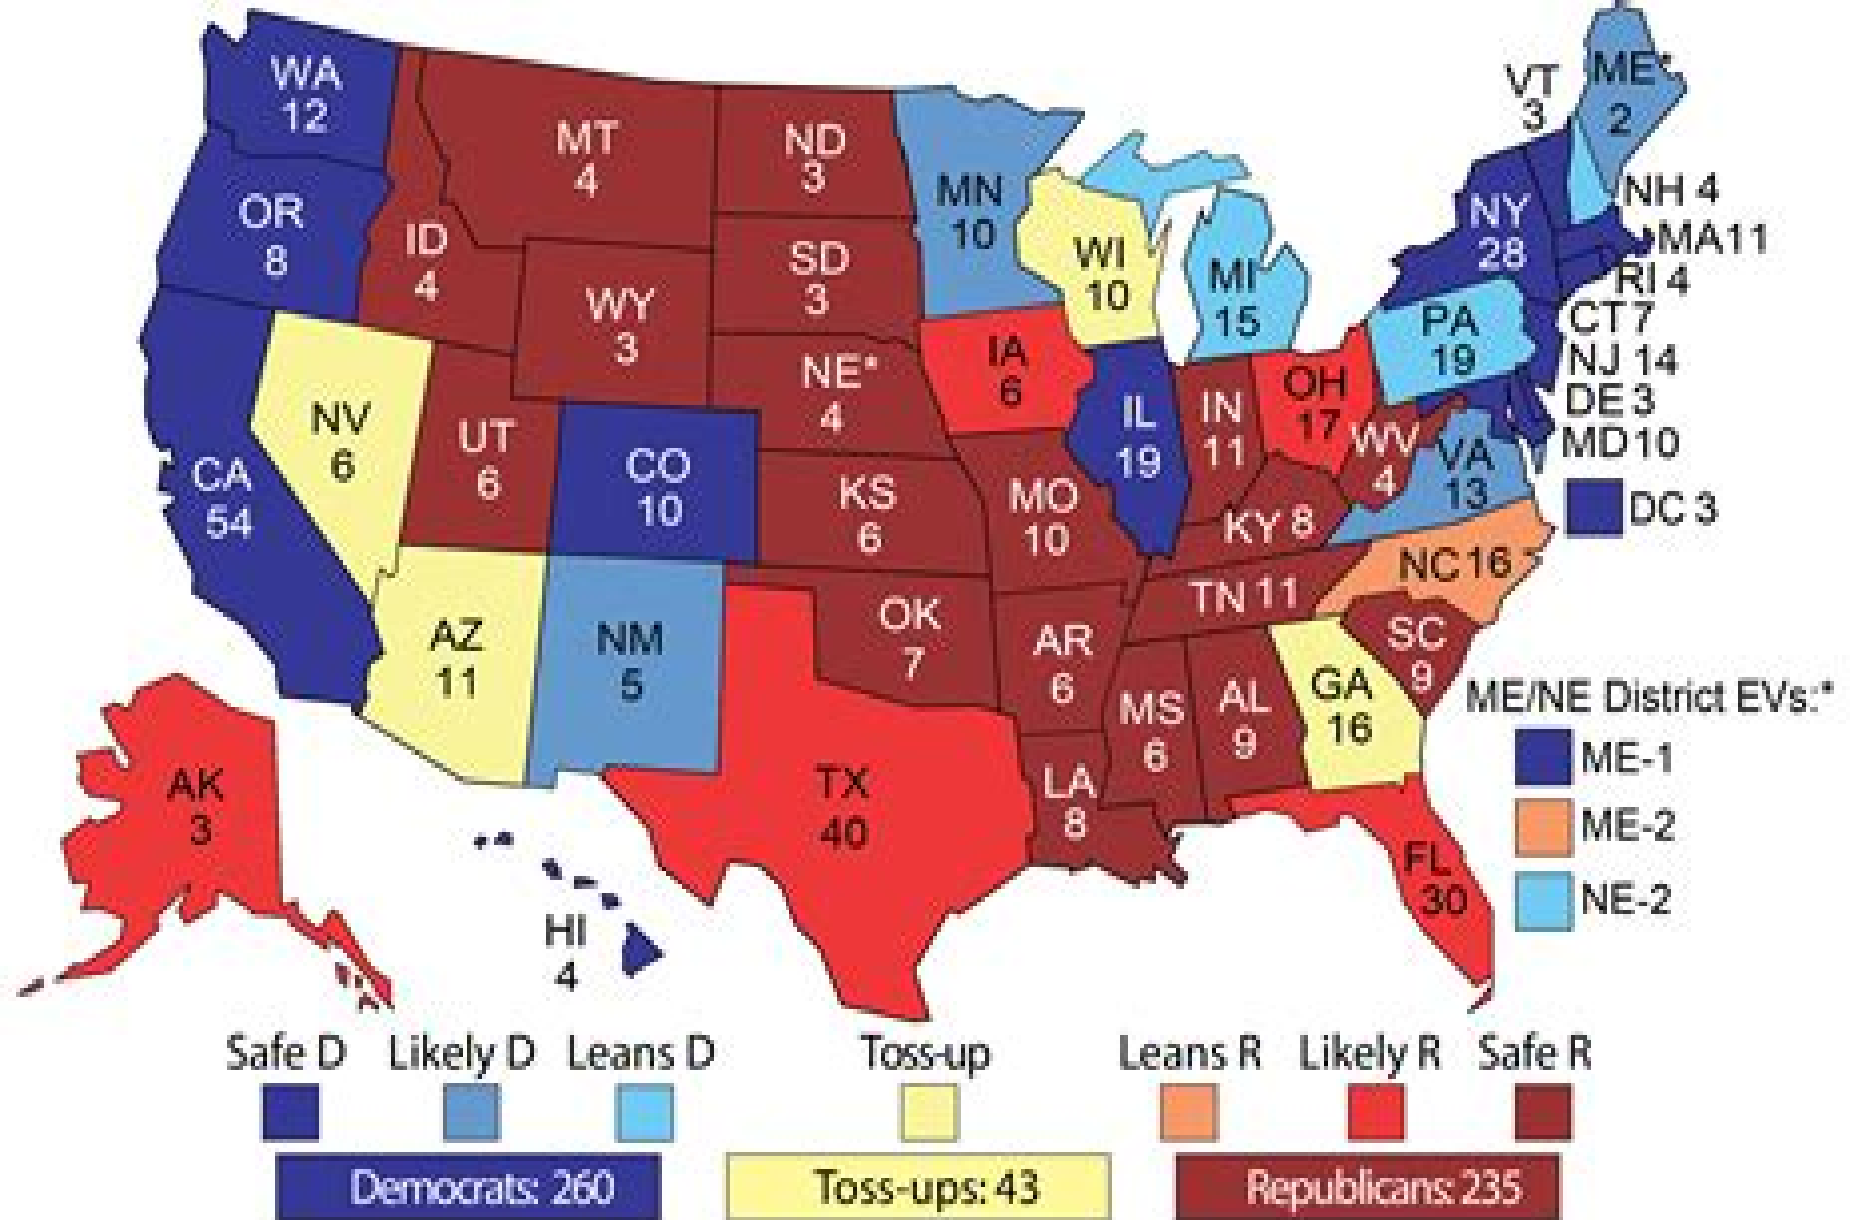 WA
12
OR
8
CA
54
NV
6
ID
4
MT
4
WY
3
UT
6
CO
10
AZ
11
NM
5
ND
3
SD
3
NE*
4
KS
6
OK
7
TX
40
MN
10
IA
6
MO
10
AR
6
LA
8
WI
10
IL
19
MI
15
IN
11
OH
17
KY 8
TN 11
MS
6
AL
9
GA
16
FL
30
SC
9
NC 16
VA
13
WV
4
PA
19
NY
28
VT
3
ME*
2
NH 4
MA 11
RI 4
CT 7
NJ 14
DE 3
MD 10
DC 3
AK
3
HI
4
ME/NE District EVs:*
ME-1
ME-2
NE-2
Safe D Likely D Leans D Toss-up Leans R Likely R Safe R
Democrats: 260 Toss-ups: 43 Republicans: 235